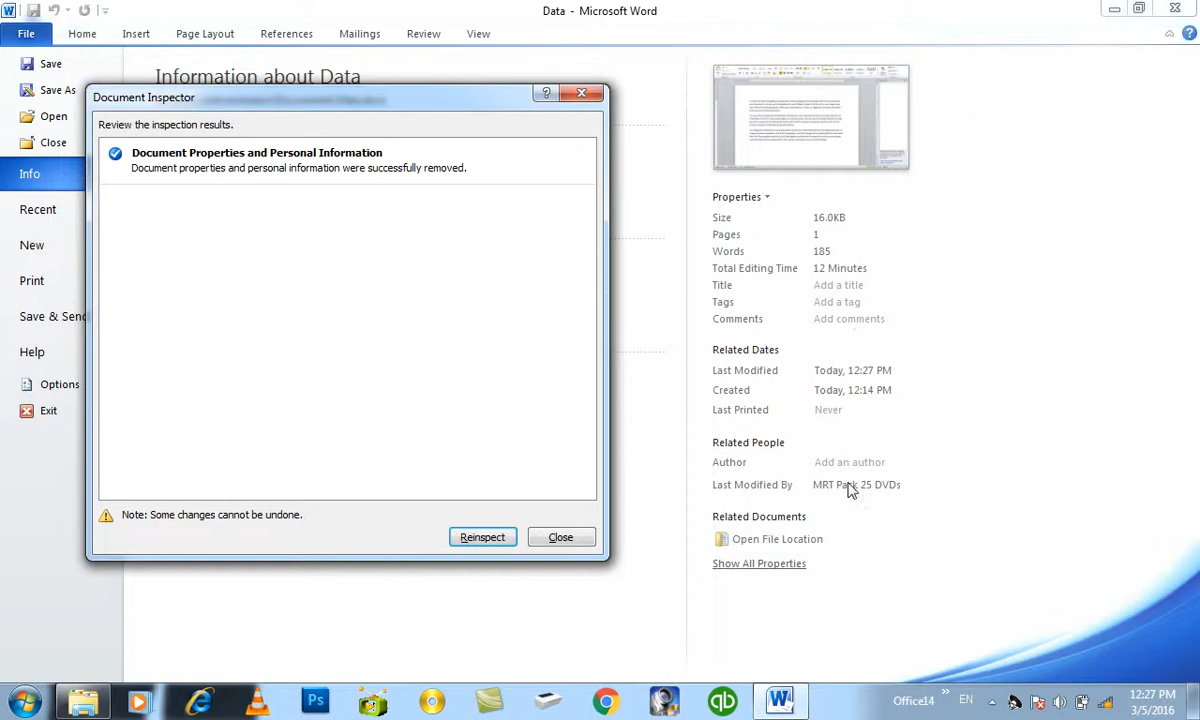 Data - Microsoft Word
File Home Insert Page Layout References Mailings Review View
Save
Save As
Open
Close
Info
Recent
New
Print
Save & Send
Help
Options
Exit
Information about Data
Document Inspector
Review the inspection results.
Document Properties and Personal Information
Document properties and personal information were successfully removed.
Note: Some changes cannot be undone.
Reinspect Close
Properties
Size 16.0KB
Pages 1
Words 185
Total Editing Time 12 Minutes
Title Add a title
Tags Add a tag
Comments Add comments
Related Dates
Last Modified Today, 12:27 PM
Created Today, 12:14 PM
Last Printed Never
Related People
Author Add an author
Last Modified By MRT Pack 25 DVDs
Related Documents
Open File Location
Show All Properties
Ps
qb
Office14 » EN
12:27 PM
3/5/2016